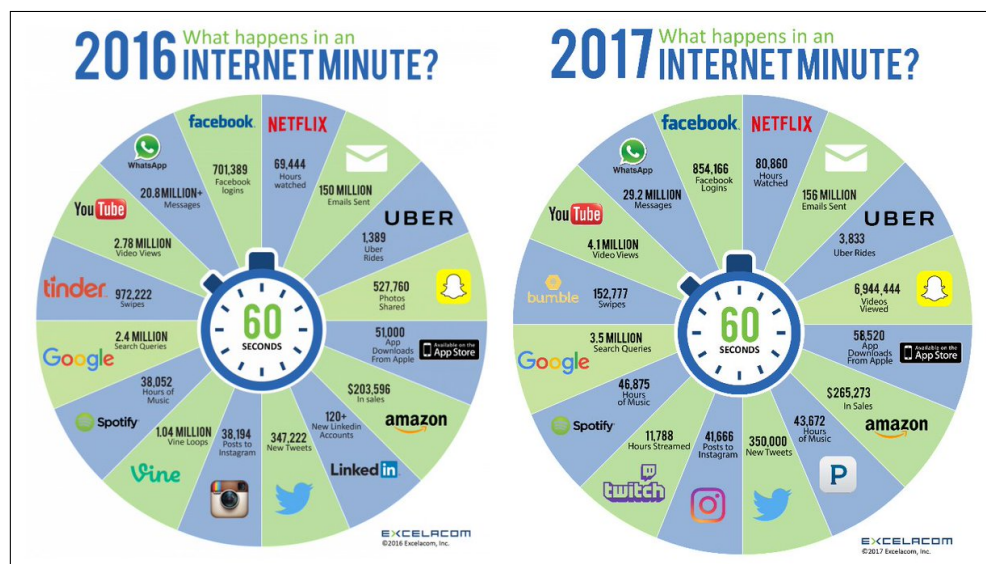 2016 What happens in an
INTERNET MINUTE?
facebook
701,389
Facebook
logins
NETFLIX
69,444
Hours
watched
150 MILLION
Emails Sent
UBER
1,389
Uber
Rides
527,760
Photos
Shared
51,000
App
Downloads
From Apple
Available on the
App Store
$203,596
In sales
amazon
120+
New Linkedin
Accounts
Linked in
347,222
New Tweets
38,194
Posts to
Instagram
1.04 MILLION
Vine Loops
Vine
38,052
Hours of
Music
Spotify
2.4 MILLION
Search Queries
Google
972,222
Swipes
tinder
2.78 MILLION
Video Views
YouTube
WhatsApp
20.8 MILLION+
Messages
60
SECONDS
EXCELACOM
©2016 Excelacom, Inc.
2017 What happens in an
INTERNET MINUTE?
facebook
854,166
Facebook
Logins
NETFLIX
80,860
Hours
Watched
156 MILLION
Emails Sent
UBER
3,833
Uber Rides
6,944,444
Videos
Viewed
58,520
App
Downloads
From Apple
Available on the
App Store
$265,273
In Sales
amazon
43,672
Hours
of Music
P
350,000
New Tweets
41,666
Posts to
Instagram
11,788
Hours Streamed
twitch
46,875
Hours
of Music
Spotify
3.5 MILLION
Search Queries
Google
152,777
Swipes
bumble
4.1 MILLION
Video Views
YouTube
WhatsApp
29.2 MILLION
Messages
60
SECONDS
EXCELACOM
©2017 Excelacom, Inc.